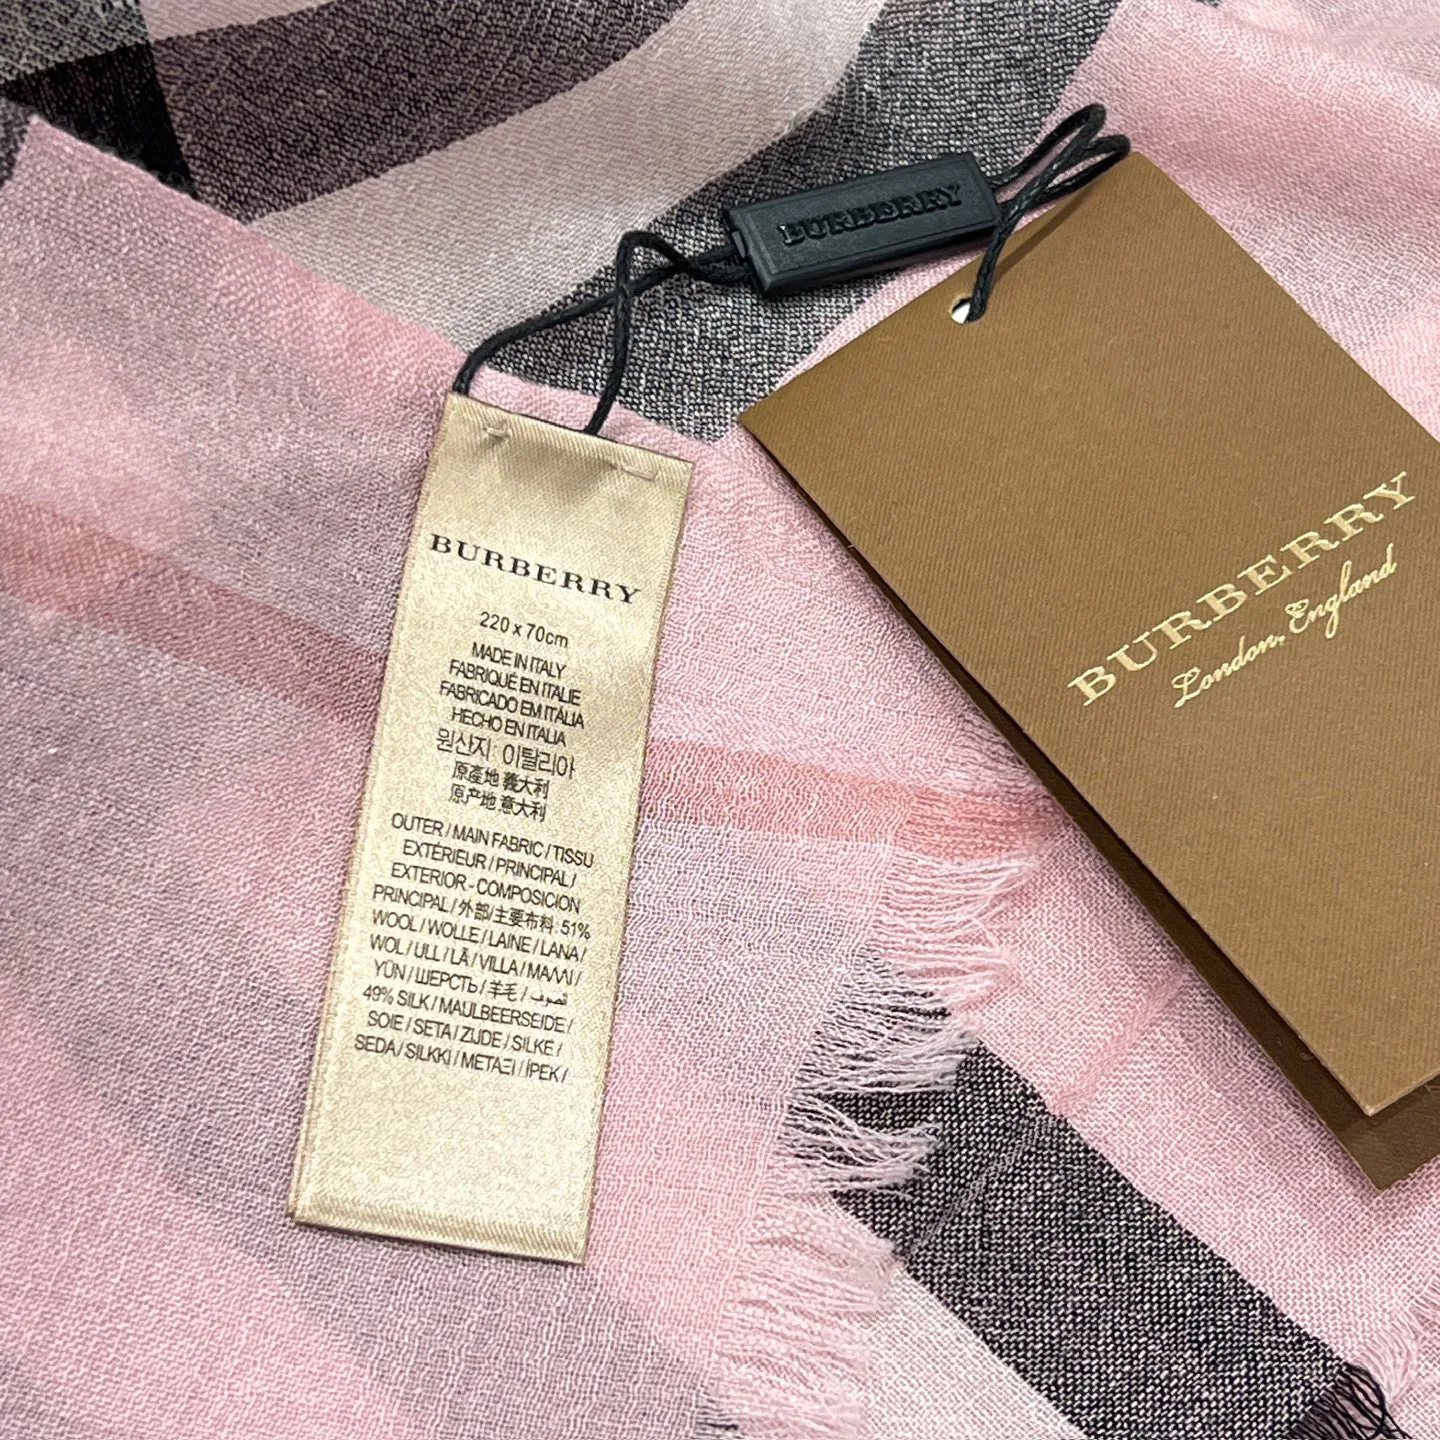 BURBERRY
BURBERRY
220 x 70cm
MADE IN ITALY
FABRIQUÉ EN ITALIE
FABRICADO EM ITÁLIA
HECHO EN ITALIA
원산지: 이탈리아
原產地 義大利
原产地 意大利
OUTER / MAIN FABRIC / TISSU
EXTÉRIEUR / PRINCIPAL /
EXTERIOR - COMPOSICION
PRINCIPAL / 外部/主要布料: 51%
WOOL / WOLLE / LAINE / LANA /
WOL / ULL / LÃ / VILLA / ΜΑΛΛΙ /
YÜN / ШЕРСТЬ / 羊毛 / الصوف
49% SILK / MAULBEERSEIDE /
SOIE / SETA / ZIJDE / SILKE /
SEDA / SILKKI / ΜΕΤΑΞΙ / İPEK /
BURBERRY
London, England